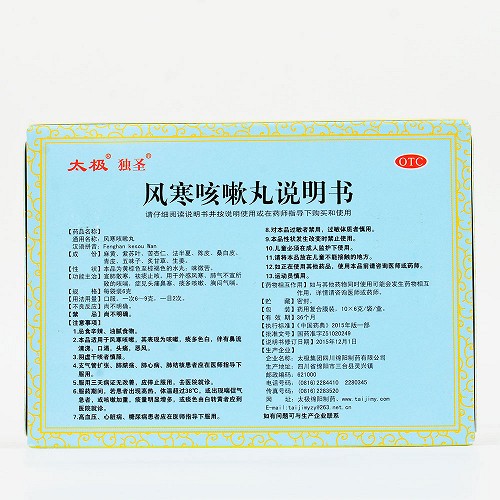 太极® 独圣®
OTC
风寒咳嗽丸说明书
请仔细阅读说明书并按说明使用或在药师指导下购买和使用
[药品名称]
通用名称：风寒咳嗽丸
汉语拼音：Fenghan kesou Wan
[成 份] 麻黄、紫苏叶、苦杏仁、法半夏、陈皮、桑白皮、
青皮、五味子、炙甘草、生姜。
[性 状] 本品为黄棕色至棕褐色的水丸；味微苦。
[功能主治] 宣肺散寒，祛痰止咳。用于外感风寒、肺气不宣所
致的咳喘，症见头痛鼻塞、痰多咳嗽、胸闷气喘。
[规 格] 每袋装6克
[用法用量] 口服，一次6～9克，一日2次。
[不良反应] 尚不明确。
[禁 忌] 尚不明确。
[注意事项]
1.忌食辛辣、油腻食物。
2.本品适用于风寒咳嗽，其表现为咳嗽，痰多色白，伴有鼻流
清涕，口渴，头痛，恶风。
3.阴虚干咳者慎服。
4.支气管扩张、肺脓疡、肺心病、肺结核患者应在医师指导下
服用。
5.服用三天病证无改善，应停止服用，去医院就诊。
6.服药期间，若患者出现高热，体温超过38℃，或出现喘促气
急者，或咳嗽加重，痰量明显增多，或痰色由白转黄者应到
医院就诊。
7.高血压、心脏病、糖尿病患者应在医师指导下服用。
8.对本品过敏者禁用，过敏体质者慎用。
9.本品性状发生改变时禁止使用。
10.儿童必须在成人监护下使用。
11.请将本品放在儿童不能接触的地方。
12.如正在使用其他药品，使用本品前请咨询医师或药师。
13.运动员慎用。
[药物相互作用] 如与其他药物同时使用可能会发生药物相互
作用，详情请咨询医师或药师。
[贮 藏] 密封。
[包 装] 药用复合膜袋。10×6克/袋/盒。
[有 效 期] 36个月
[执行标准] 《中国药典》2015年版一部
[批准文号] 国药准字Z51020249
[说明书修订日期] 2015年12月1日
[生产企业]
企业名称：太极集团四川绵阳制药有限公司
生产地址：四川省绵阳市三台县灵兴镇
邮政编码：621000
电话号码：(0816)2284410 2280345
传真号码：(0816)2283520
网 址：太极绵阳制药、www.taijimy.com
E-mail:taijimyzy@263.net.cn
如有问题可与生产企业联系